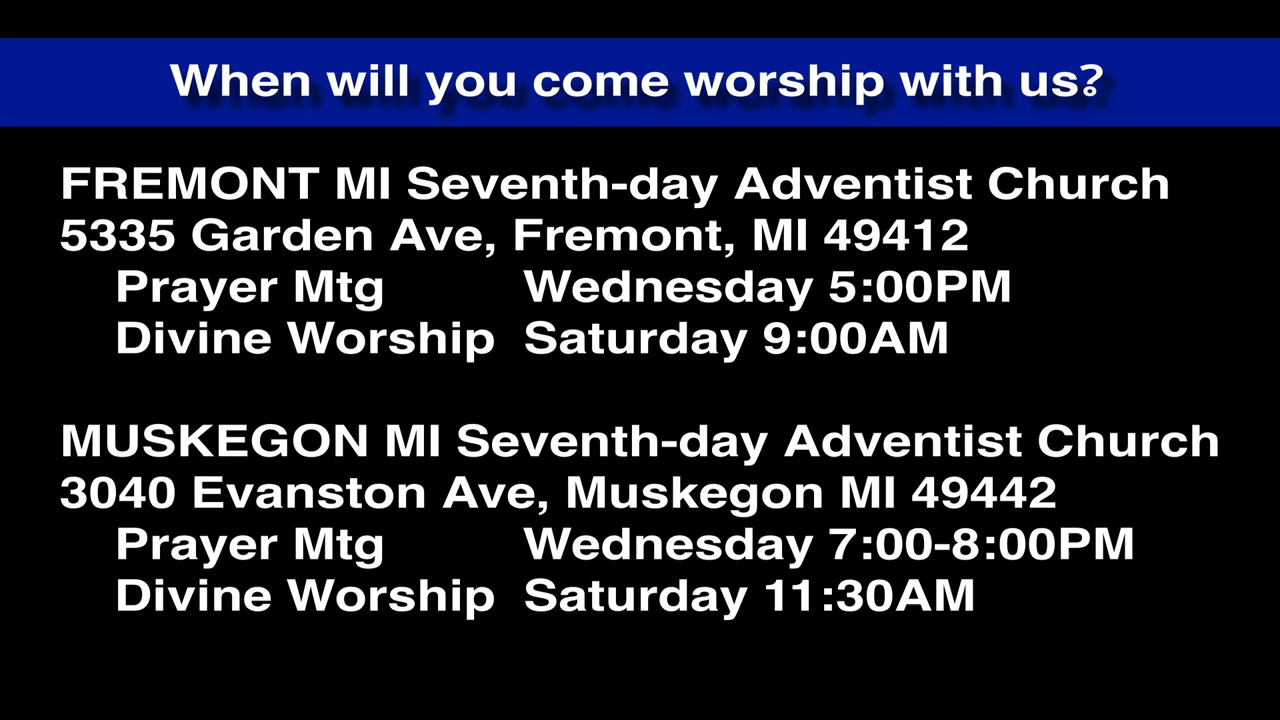 When will you come worship with us?
FREMONT MI Seventh-day Adventist Church
5335 Garden Ave, Fremont, MI 49412
Prayer Mtg Wednesday 5:00PM
Divine Worship Saturday 9:00AM
MUSKEGON MI Seventh-day Adventist Church
3040 Evanston Ave, Muskegon MI 49442
Prayer Mtg Wednesday 7:00-8:00PM
Divine Worship Saturday 11:30AM